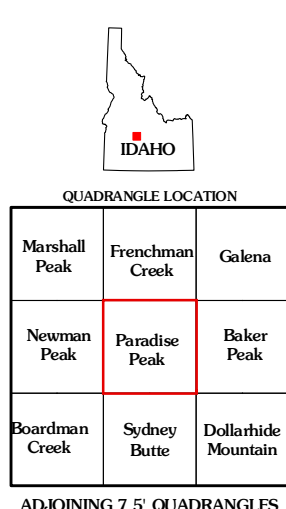 IDAHO
QUADRANGLE LOCATION
Marshall Peak
Frenchman Creek
Galena
Newman Peak
Paradise Peak
Baker Peak
Boardman Creek
Sydney Butte
Dollarhide Mountain
ADJOINING 7.5' QUADRANGLES